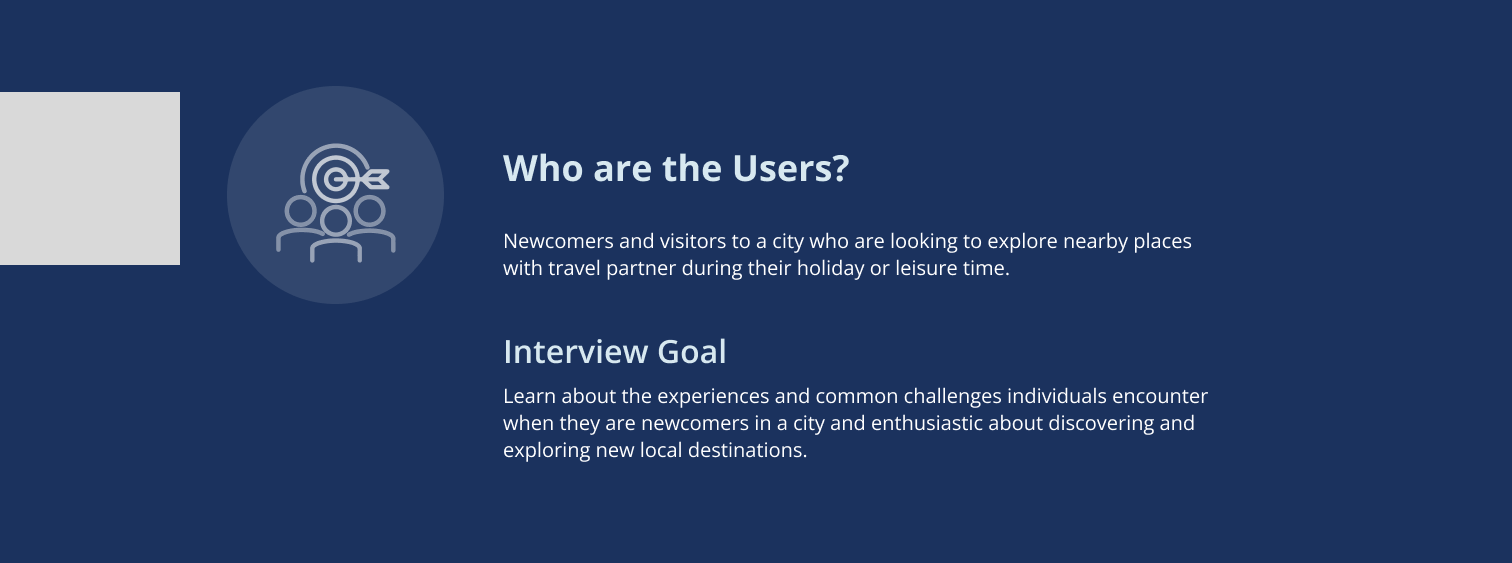 Who are the Users?
Newcomers and visitors to a city who are looking to explore nearby places
with travel partner during their holiday or leisure time.
Interview Goal
Learn about the experiences and common challenges individuals encounter
when they are newcomers in a city and enthusiastic about discovering and
exploring new local destinations.